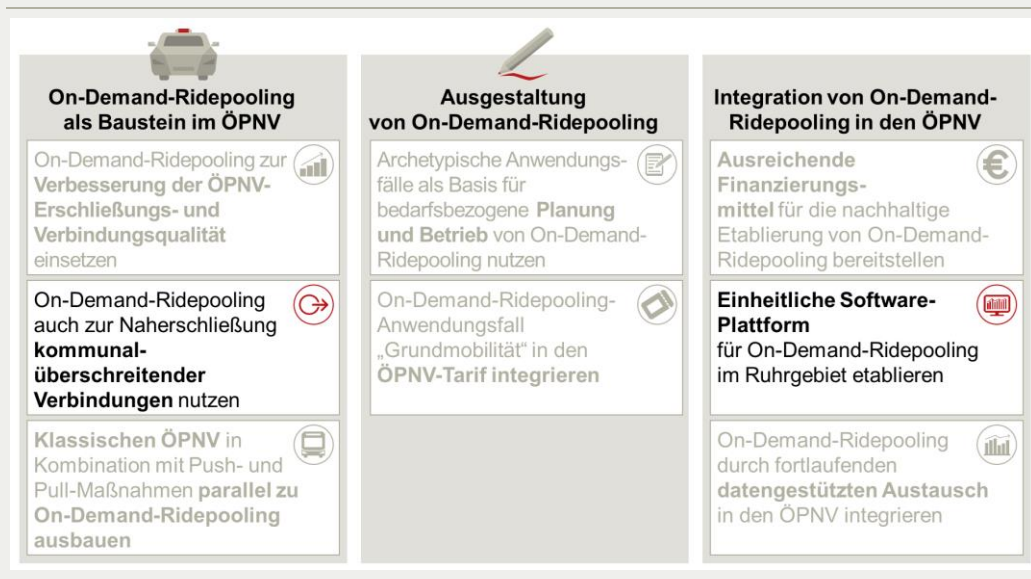 On-Demand-Ridepooling
als Baustein im ÖPNV
On-Demand-Ridepooling zur
Verbesserung der ÖPNV-
Erschließungs- und
Verbindungsqualität
einsetzen
On-Demand-Ridepooling
auch zur Naherschließung
kommunal-
überschreitender
Verbindungen nutzen
Klassischen ÖPNV in
Kombination mit Push- und
Pull-Maßnahmen parallel zu
On-Demand-Ridepooling
ausbauen
Ausgestaltung
von On-Demand-Ridepooling
Archetypische Anwendungs-
fälle als Basis für
bedarfsbezogene Planung
und Betrieb von On-Demand-
Ridepooling nutzen
On-Demand-Ridepooling-
Anwendungsfall
„Grundmobilität“ in den
ÖPNV-Tarif integrieren
Integration von On-Demand-
Ridepooling in den ÖPNV
Ausreichende
Finanzierungs-
mittel für die nachhaltige
Etablierung von On-Demand-
Ridepooling bereitstellen
€
Einheitliche Software-
Plattform
für On-Demand-Ridepooling
im Ruhrgebiet etablieren
On-Demand-Ridepooling
durch fortlaufenden
datengestützten Austausch
in den ÖPNV integrieren